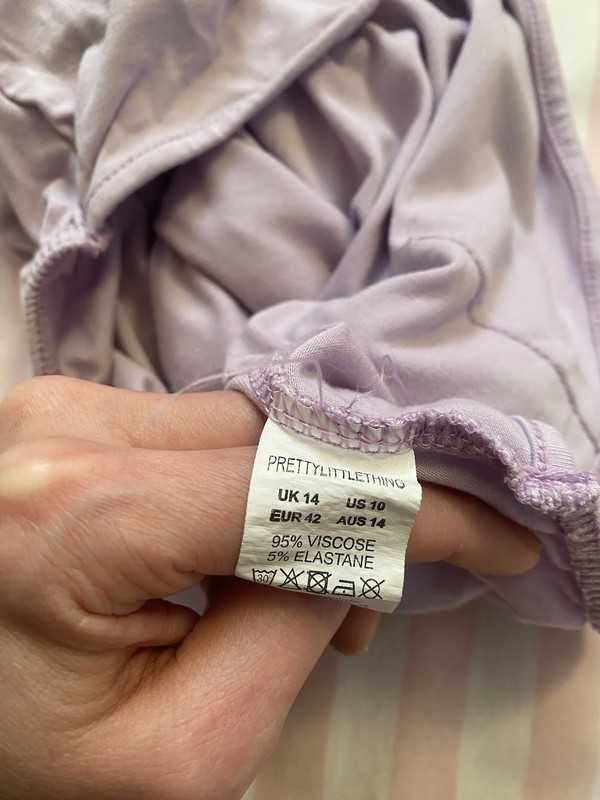 PRETTYLITTLETHING
UK 14 US 10
EUR 42 AUS 14
95% VISCOSE
5% ELASTANE
30